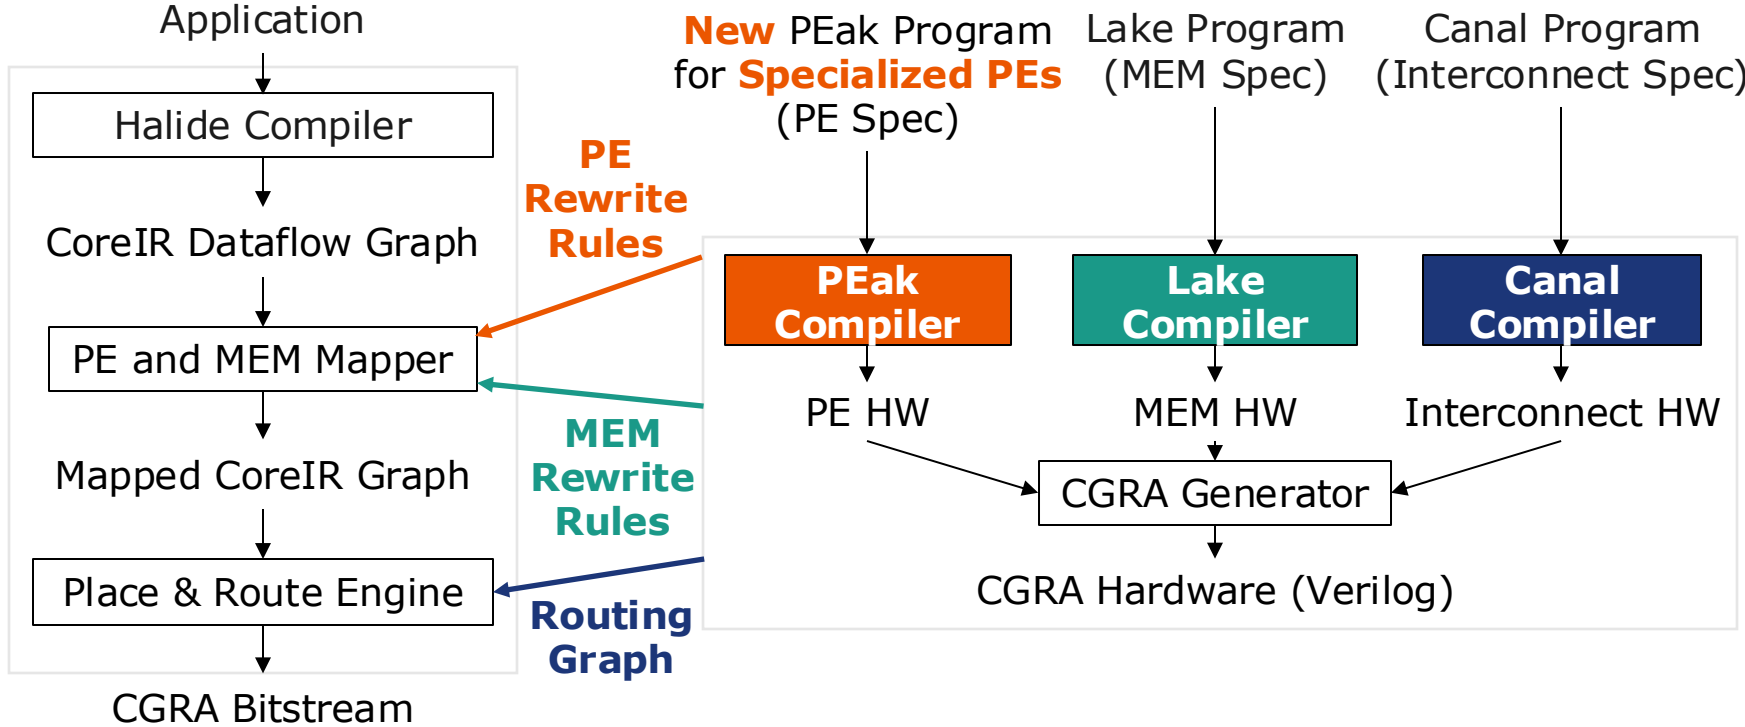 Application
Halide Compiler
CoreIR Dataflow Graph
PE and MEM Mapper
Mapped CoreIR Graph
Place & Route Engine
CGRA Bitstream
PE
Rewrite
Rules
MEM
Rewrite
Rules
Routing
Graph
New PEak Program
for Specialized PEs
(PE Spec)
Lake Program
(MEM Spec)
Canal Program
(Interconnect Spec)
PEak
Compiler
Lake
Compiler
Canal
Compiler
PE HW
MEM HW
Interconnect HW
CGRA Generator
CGRA Hardware (Verilog)